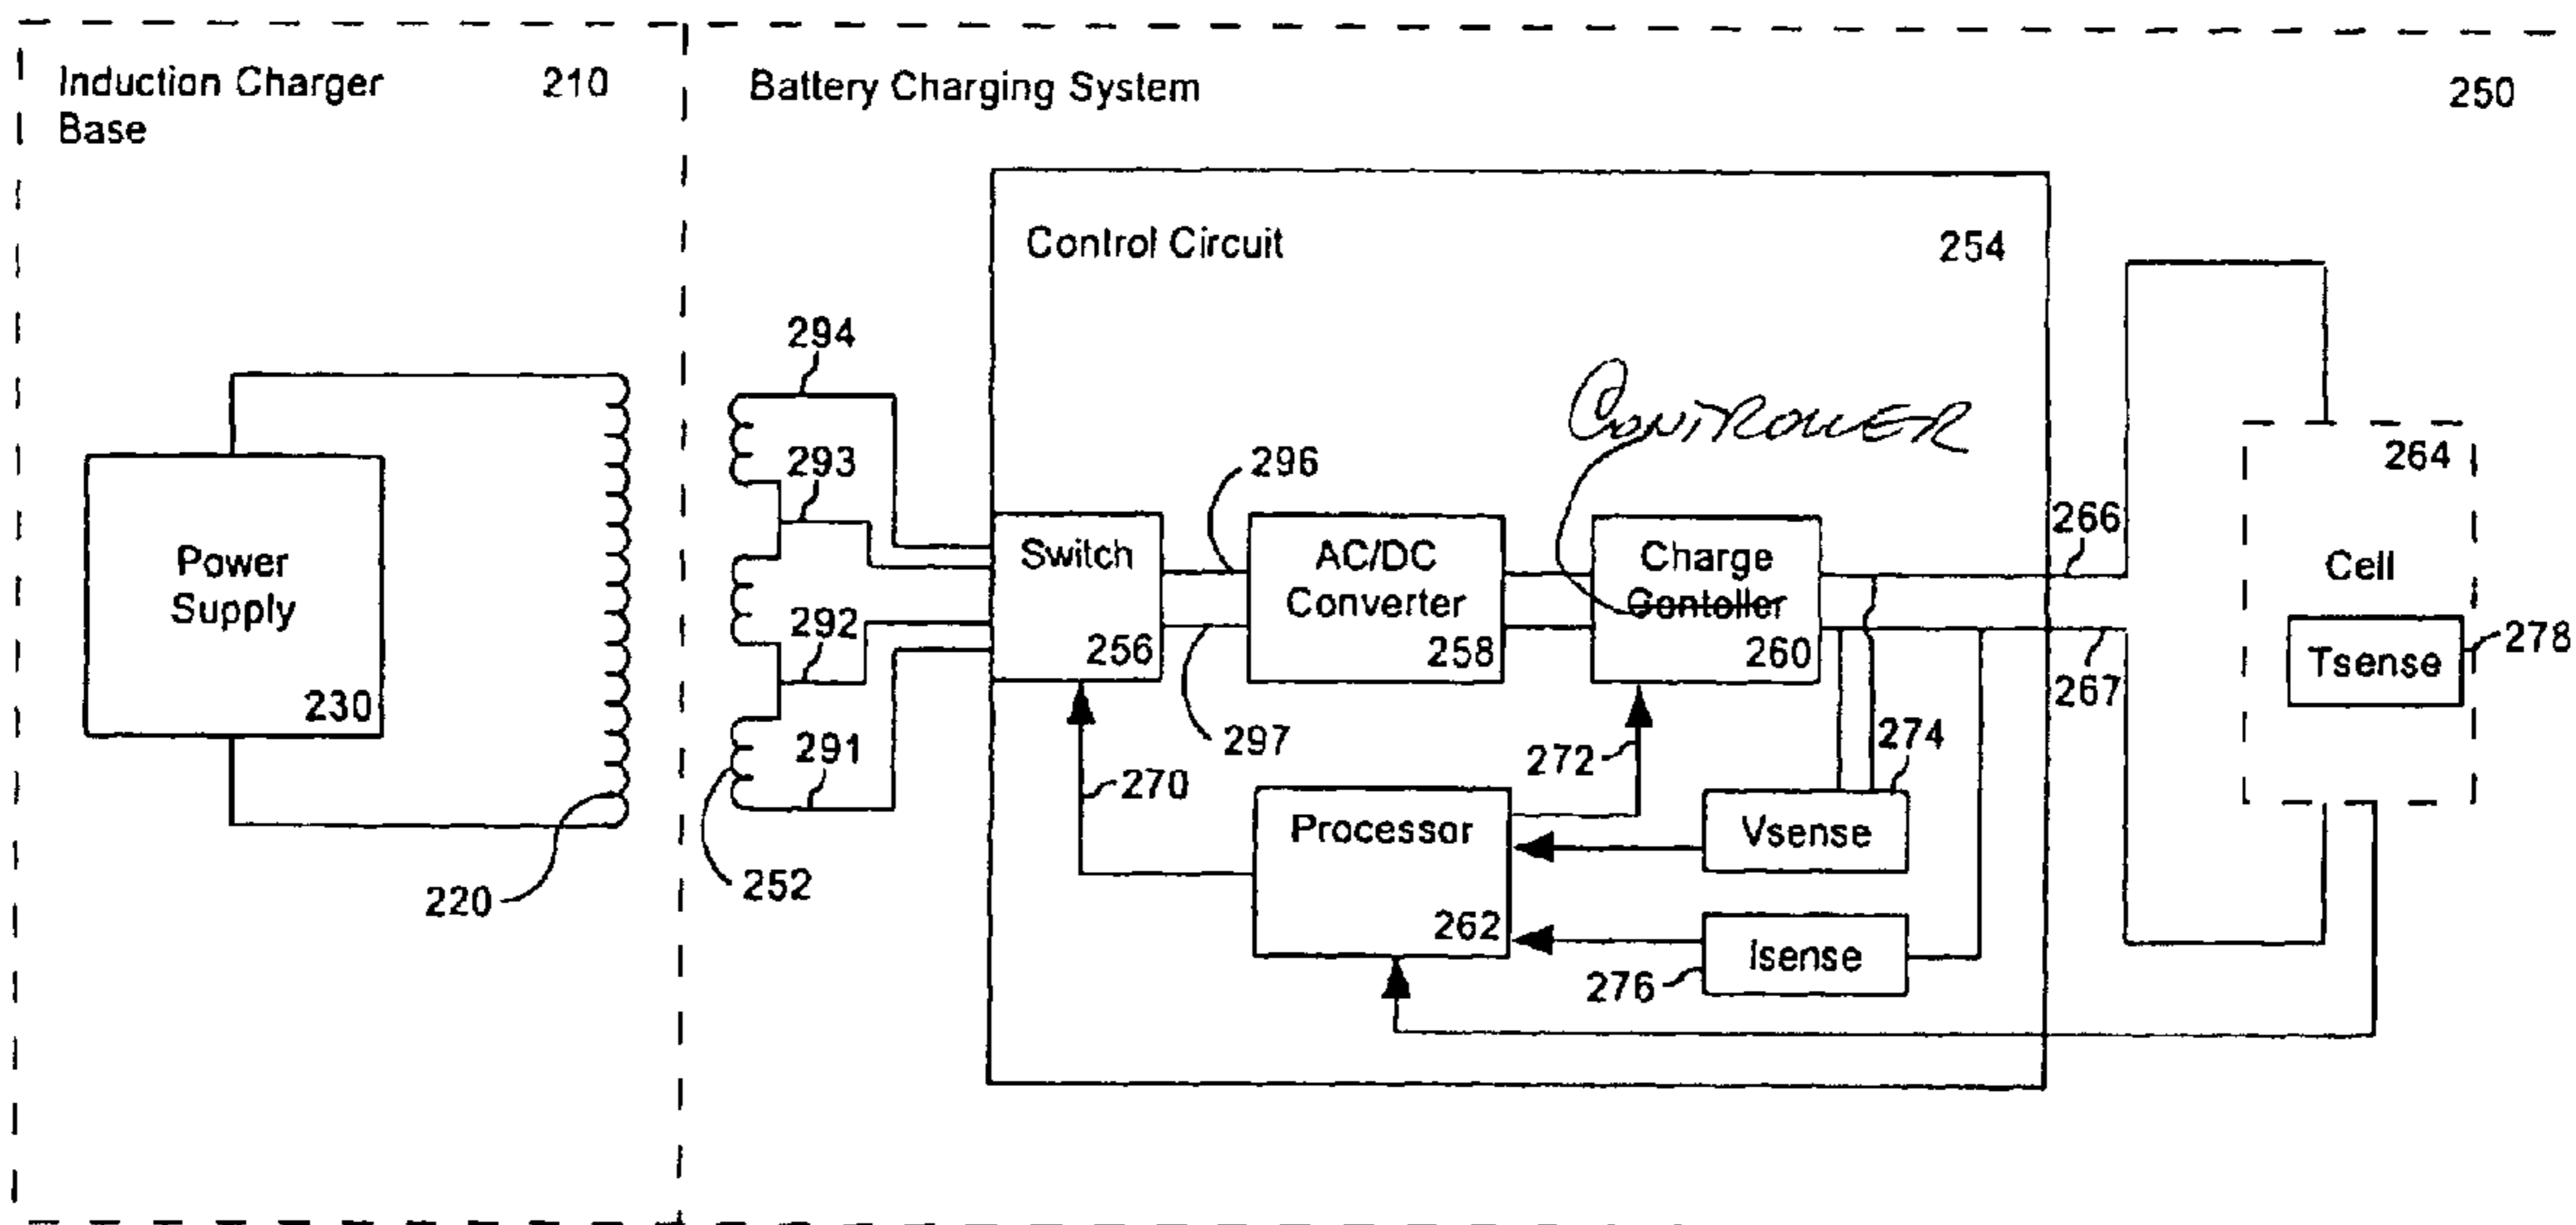 Induction Charger
Base
210
Battery Charging System
250
Control Circuit
254
294
293
292
291
252
Power
Supply
230
220
Switch
256
296
297
AC/DC
Converter
258
CONTROLLER
Charge
Contoller
260
266
267
264
Cell
Tsense
278
270
272
274
Processor
262
Vsense
Isense
276